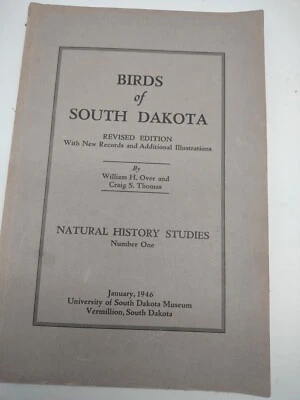 BIRDS
of
SOUTH DAKOTA
REVISED EDITION
With New Records and Additional Illustrations
By
William H. Over and
Craig S. Thomas
NATURAL HISTORY STUDIES
Number One
January, 1946
University of South Dakota Museum
Vermillion, South Dakota